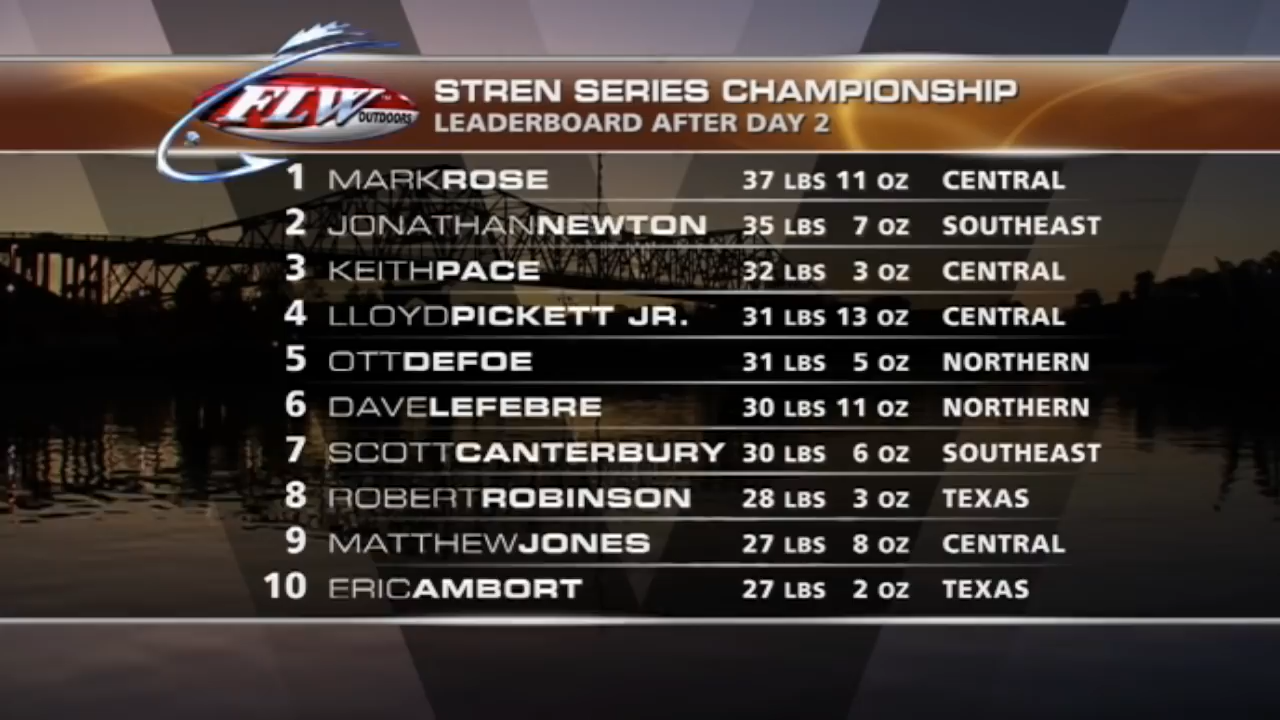 FLW OUTDOORS
STREN SERIES CHAMPIONSHIP
LEADERBOARD AFTER DAY 2
1 MARKROSE 37 LBS 11 OZ CENTRAL
2 JONATHANNEWTON 35 LBS 7 OZ SOUTHEAST
3 KEITHPACE 32 LBS 3 OZ CENTRAL
4 LLOYDPICKETT JR. 31 LBS 13 OZ CENTRAL
5 OTTDEFOE 31 LBS 5 OZ NORTHERN
6 DAVELEFEBRE 30 LBS 11 OZ NORTHERN
7 SCOTTCANTERBURY 30 LBS 6 OZ SOUTHEAST
8 ROBERTROBINSON 28 LBS 3 OZ TEXAS
9 MATTHEWJONES 27 LBS 8 OZ CENTRAL
10 ERICAMBORT 27 LBS 2 OZ TEXAS